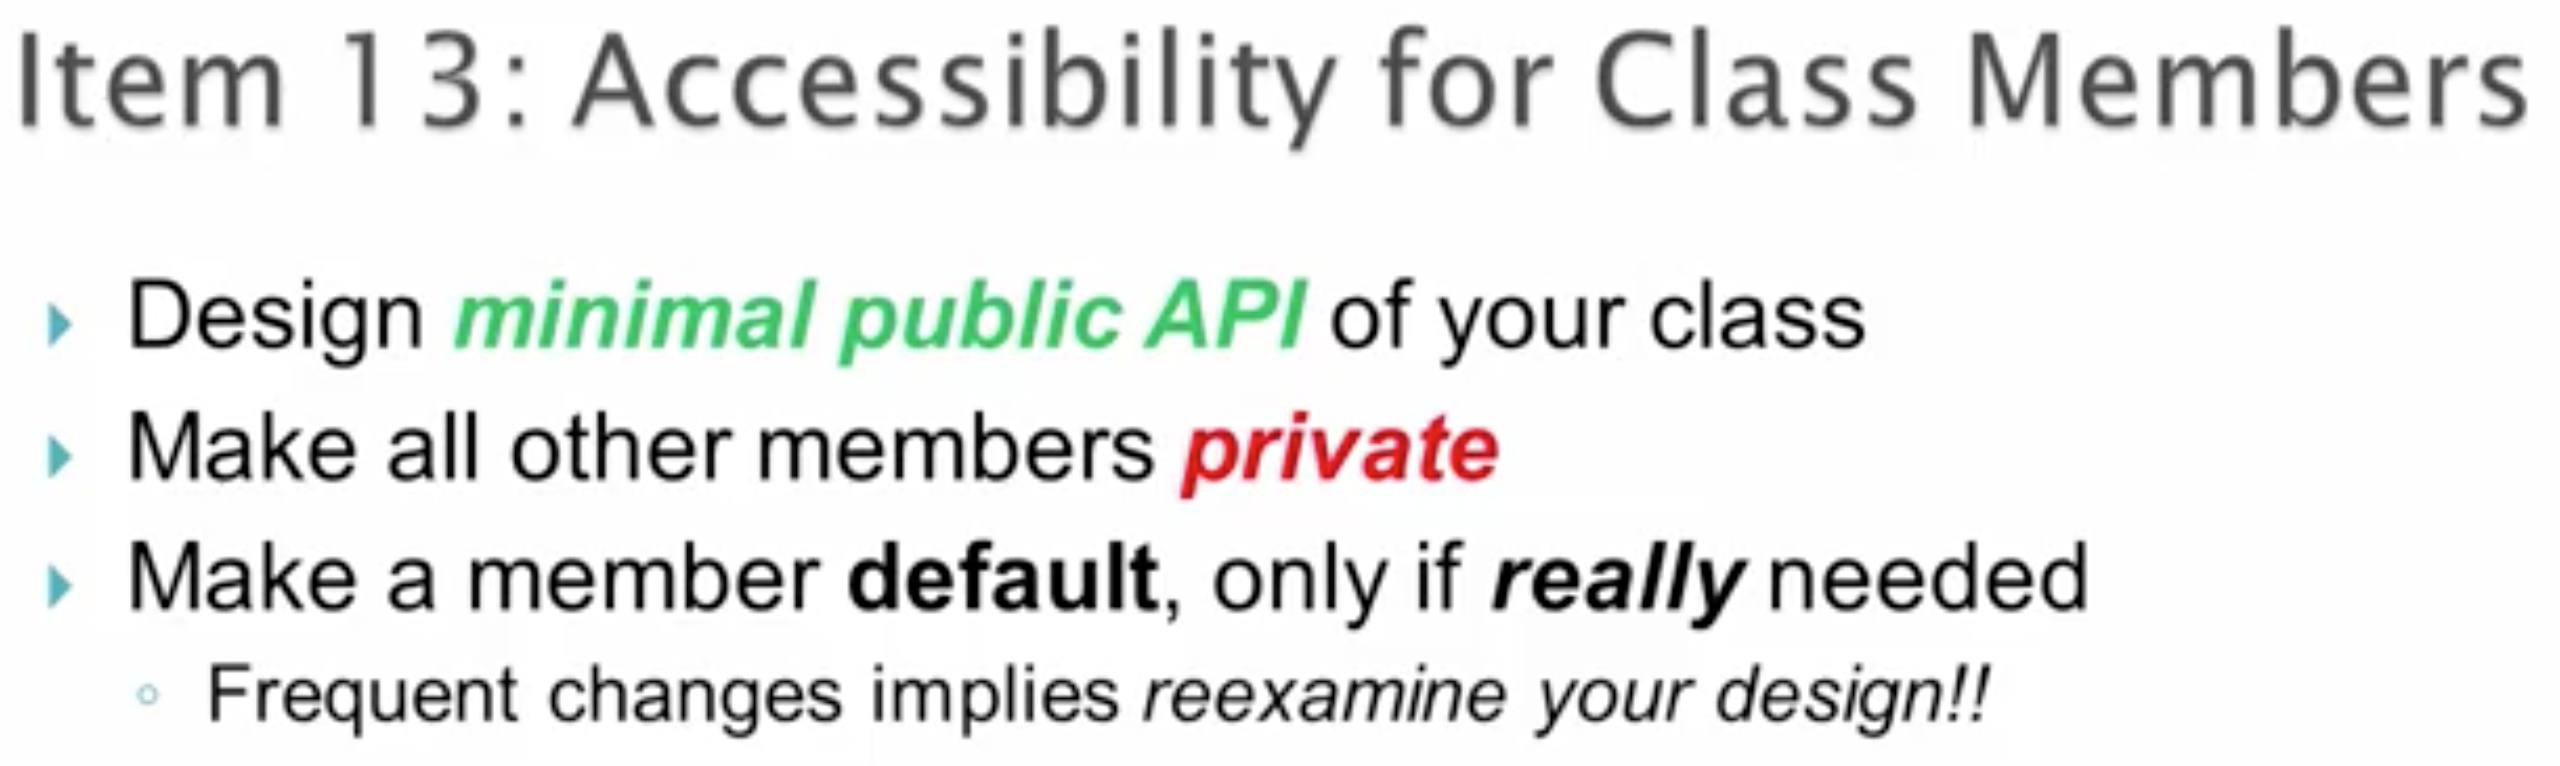 Item 13: Accessibility for Class Members
Design minimal public API of your class
Make all other members private
Make a member default, only if really needed
Frequent changes implies reexamine your design!!